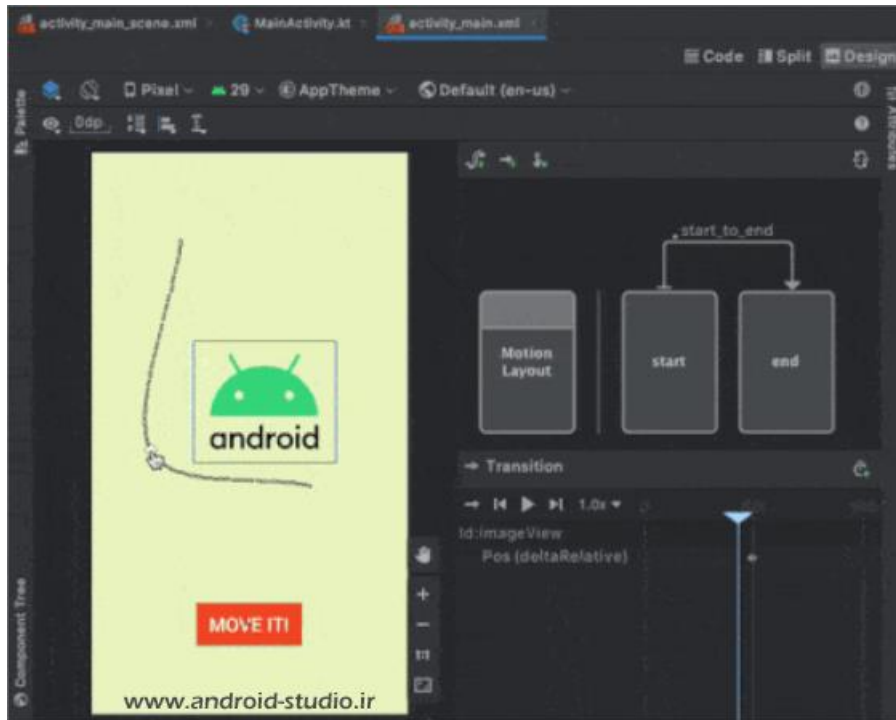 activity_main_scene.xml
MainActivity.kt
activity_main.xml
Code
Split
Design
Pixel
29
AppTheme
Default (en-us)
Palette
Attributes
0dp
start_to_end
Motion
Layout
start
end
android
Transition
1.0x
Id:imageView
Pos (deltaRelative)
MOVE IT!
1:1
Component Tree
www.android-studio.ir